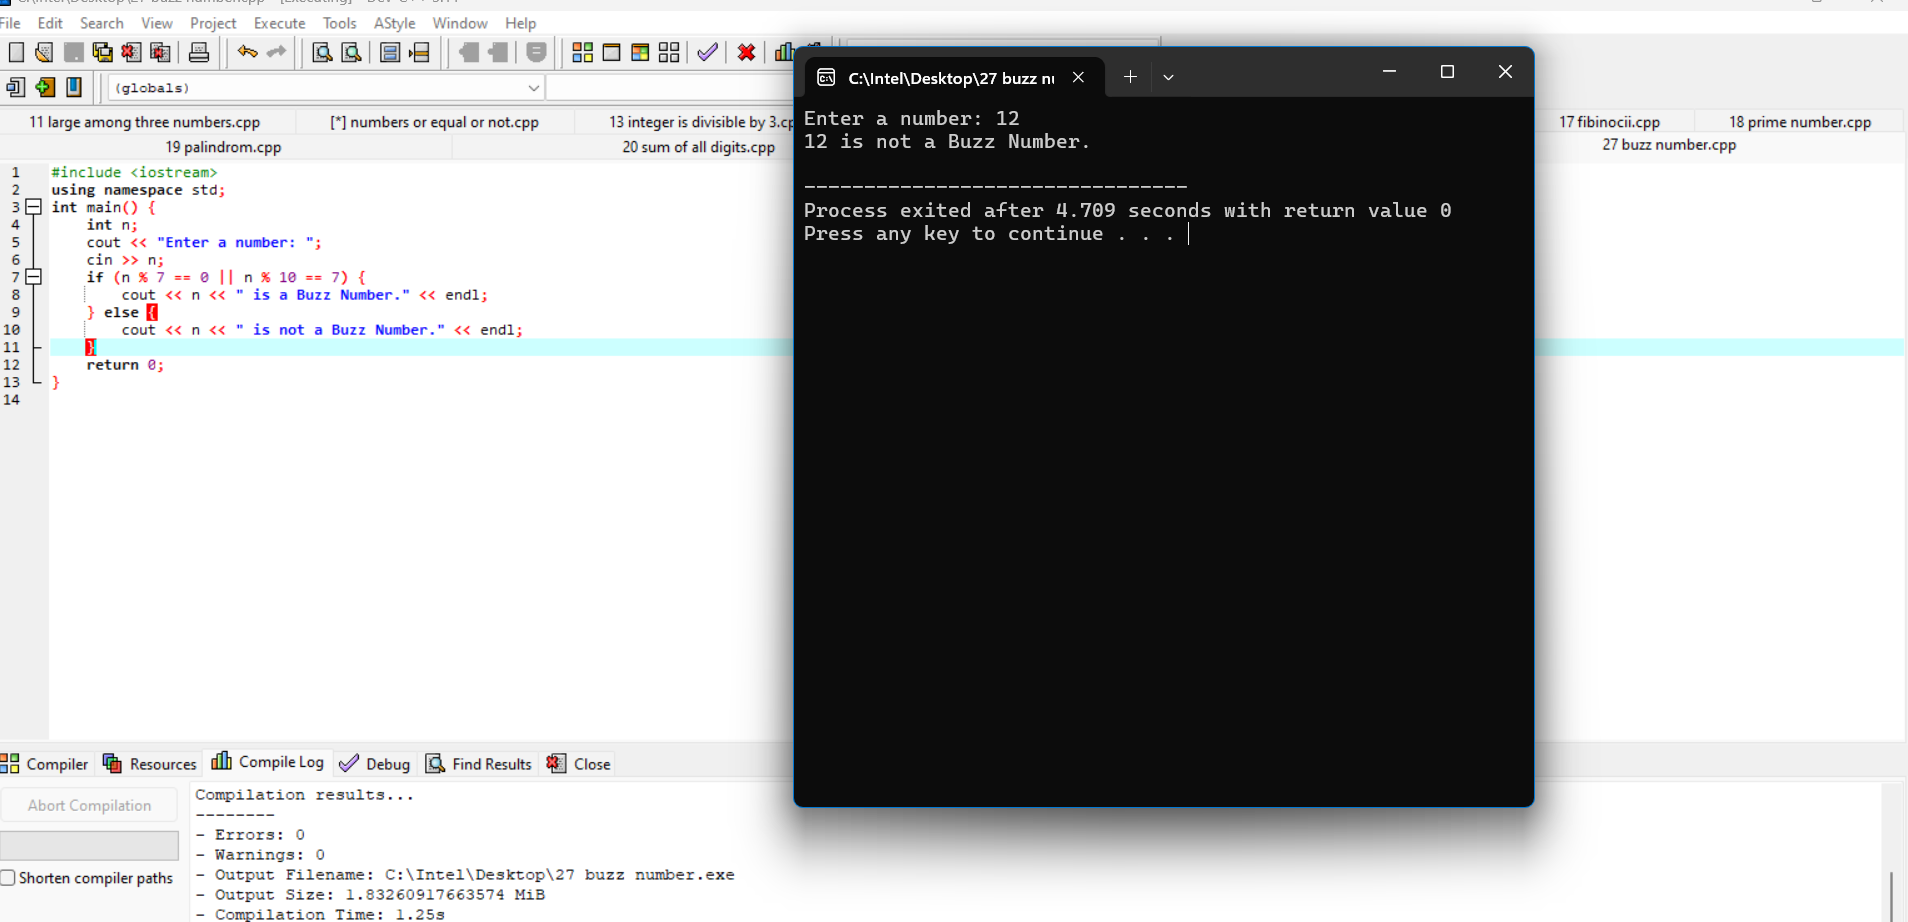 File Edit Search View Project Execute Tools AStyle Window Help
(globals)
11 large among three numbers.cpp [*] numbers or equal or not.cpp 13 integer is divisible by 3.cp 17 fibinocii.cpp 18 prime number.cpp
19 palindrom.cpp 20 sum of all digits.cpp 27 buzz number.cpp
1 #include <iostream>
2 using namespace std;
3 int main() {
4 int n;
5 cout << "Enter a number: ";
6 cin >> n;
7 if (n % 7 == 0 || n % 10 == 7) {
8 cout << n << " is a Buzz Number." << endl;
9 } else {
10 cout << n << " is not a Buzz Number." << endl;
11 }
12 return 0;
13 }
14
C:\Intel\Desktop\27 buzz nu
Enter a number: 12
12 is not a Buzz Number.
--------------------------------
Process exited after 4.709 seconds with return value 0
Press any key to continue . . .
Compiler Resources Compile Log Debug Find Results Close
Abort Compilation
Shorten compiler paths
Compilation results...
--------
- Errors: 0
- Warnings: 0
- Output Filename: C:\Intel\Desktop\27 buzz number.exe
- Output Size: 1.83260917663574 MiB
- Compilation Time: 1.25s